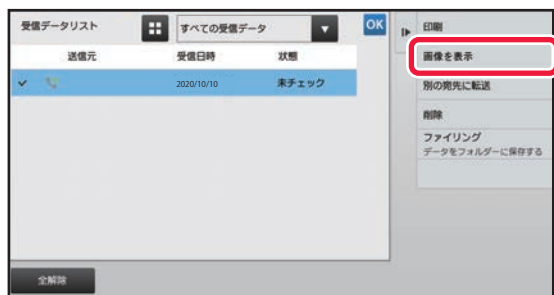 受信データリスト
すべての受信データ
OK
送信元 受信日時 状態
2020/10/10 未チェック
全解除
印刷
画像を表示
別の宛先に転送
削除
ファイリング
データをフォルダーに保存する